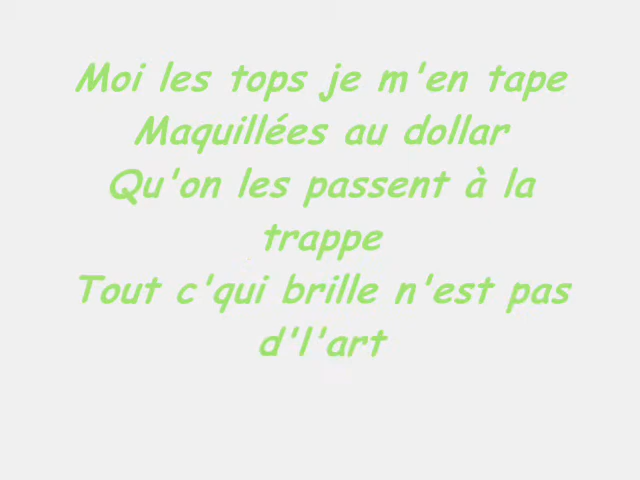 Moi les tops je m'en tape
Maquillées au dollar
Qu'on les passent à la
trappe
Tout c'qui brille n'est pas
d'l'art